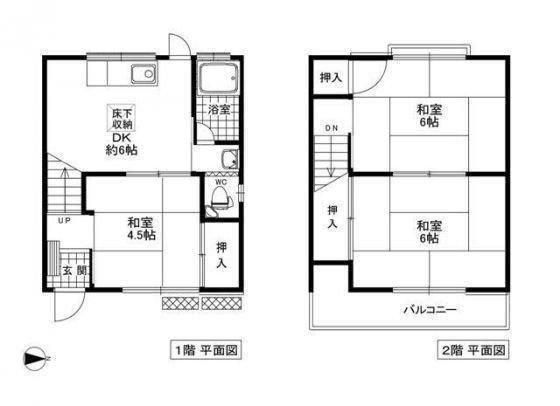 床下
収納
DK
約6帖
浴室
WC
UP
和室
4.5帖
押
入
玄関
N
1階 平面図
押入
和室
6帖
DN
和室
6帖
押
入
バルコニー
2階 平面図